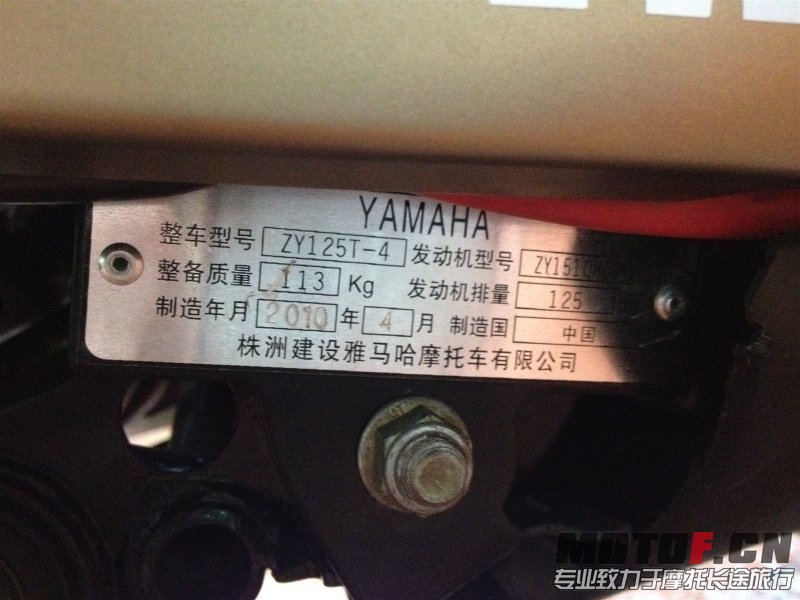 YAMAHA
整车型号 ZY125T-4 发动机型号
整备质量 113 Kg 发动机排量 125
制造年月 2010 年 4 月 制造国 中国
株洲建设雅马哈摩托车有限公司
MOTOF.CN
专业致力于摩托长途旅行